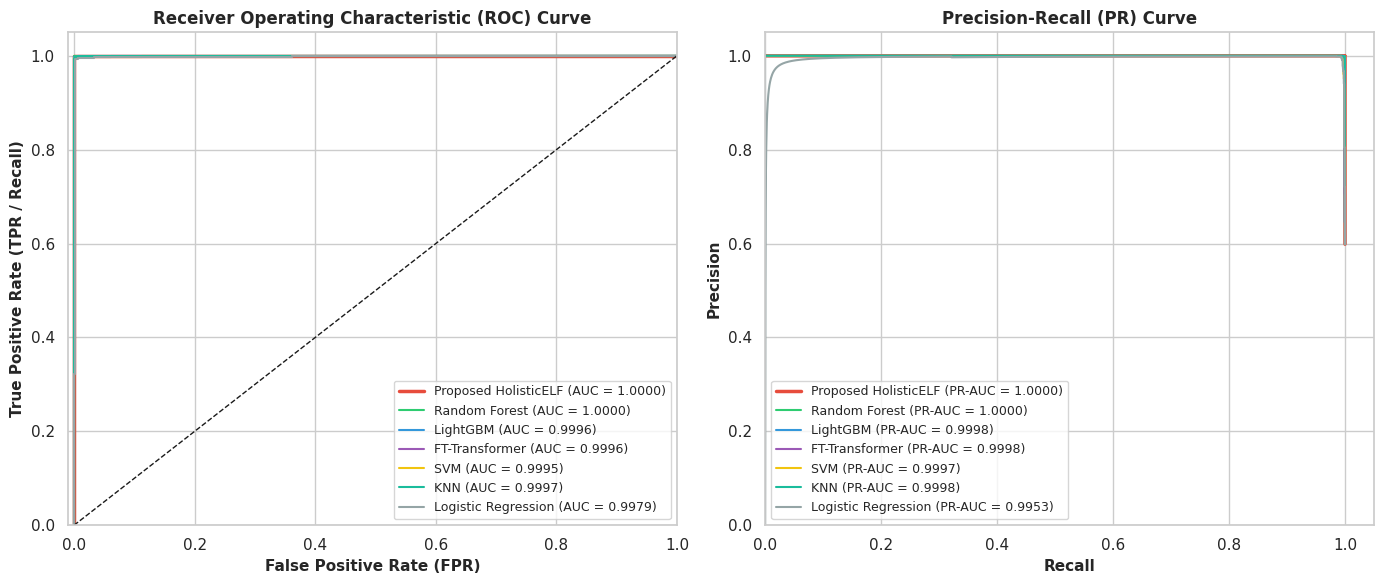 Receiver Operating Characteristic (ROC) Curve
True Positive Rate (TPR / Recall)
1.0
0.8
0.6
0.4
0.2
0.0
Proposed HolisticELF (AUC = 1.0000)
Random Forest (AUC = 1.0000)
LightGBM (AUC = 0.9996)
FT-Transformer (AUC = 0.9996)
SVM (AUC = 0.9995)
KNN (AUC = 0.9997)
Logistic Regression (AUC = 0.9979)
0.0 0.2 0.4 0.6 0.8 1.0
False Positive Rate (FPR)
Precision-Recall (PR) Curve
Precision
1.0
0.8
0.6
0.4
0.2
0.0
Proposed HolisticELF (PR-AUC = 1.0000)
Random Forest (PR-AUC = 1.0000)
LightGBM (PR-AUC = 0.9998)
FT-Transformer (PR-AUC = 0.9998)
SVM (PR-AUC = 0.9997)
KNN (PR-AUC = 0.9998)
Logistic Regression (PR-AUC = 0.9953)
0.0 0.2 0.4 0.6 0.8 1.0
Recall